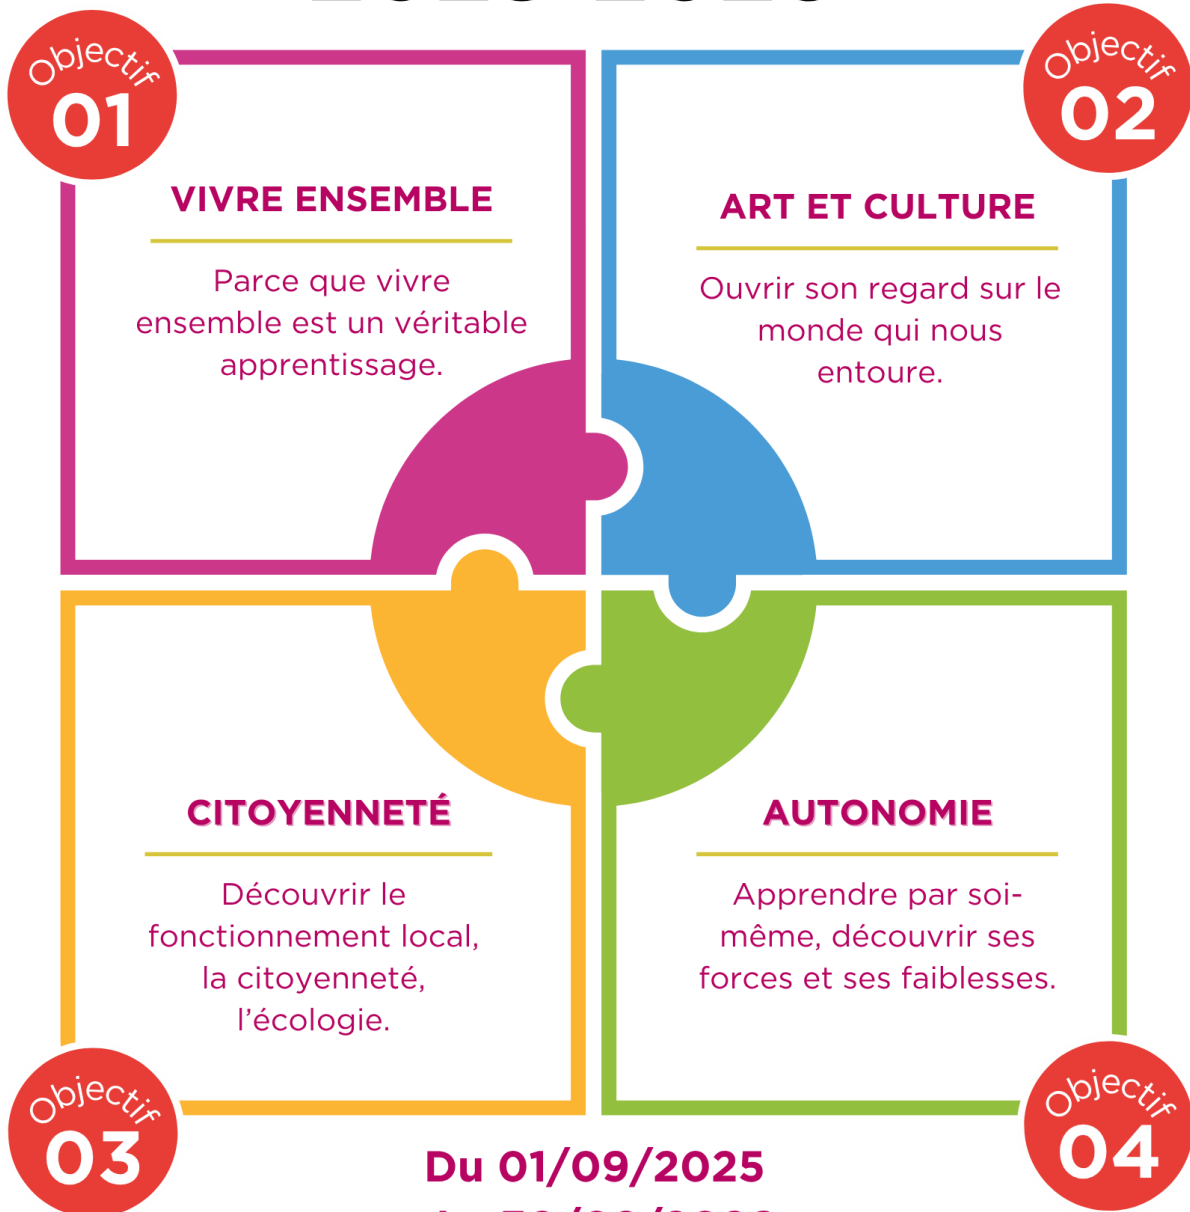 Objectif
01
VIVRE ENSEMBLE
Parce que vivre
ensemble est un véritable
apprentissage.
Objectif
02
ART ET CULTURE
Ouvrir son regard sur le
monde qui nous
entoure.
CITOYENNETÉ
Découvrir le
fonctionnement local,
la citoyenneté,
l’écologie.
Objectif
03
AUTONOMIE
Apprendre par soi-
même, découvrir ses
forces et ses faiblesses.
Objectif
04
Du 01/09/2025